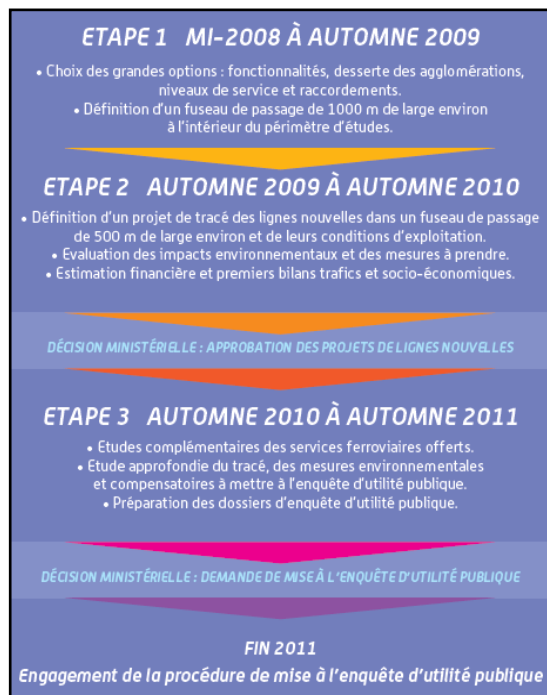 ETAPE 1 MI-2008 À AUTOMNE 2009
• Choix des grandes options : fonctionnalités, desserte des agglomérations,
niveaux de service et raccordements.
• Définition d'un fuseau de passage de 1000 m de large environ
à l'intérieur du périmètre d'études.
ETAPE 2 AUTOMNE 2009 À AUTOMNE 2010
• Définition d'un projet de tracé des lignes nouvelles dans un fuseau de passage
de 500 m de large environ et de leurs conditions d'exploitation.
• Evaluation des impacts environnementaux et des mesures à prendre.
• Estimation financière et premiers bilans trafics et socio-économiques.
DÉCISION MINISTÉRIELLE : APPROBATION DES PROJETS DE LIGNES NOUVELLES
ETAPE 3 AUTOMNE 2010 À AUTOMNE 2011
• Etudes complémentaires des services ferroviaires offerts.
• Etude approfondie du tracé, des mesures environnementales
et compensatoires à mettre à l'enquête d'utilité publique.
• Préparation des dossiers d'enquête d'utilité publique.
DÉCISION MINISTÉRIELLE : DEMANDE DE MISE À L'ENQUÊTE D'UTILITÉ PUBLIQUE
FIN 2011
Engagement de la procédure de mise à l'enquête d'utilité publique